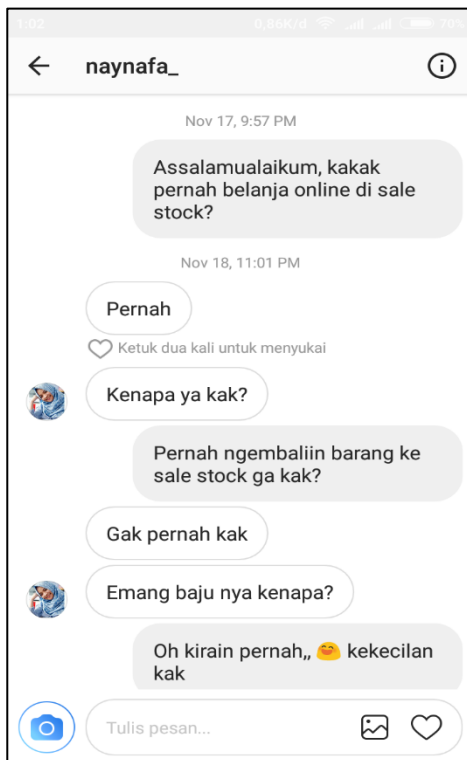 1:02 0,86K/d 70%
naynafa_
Nov 17, 9:57 PM
Assalamualaikum, kakak
pernah belanja online di sale
stock?
Nov 18, 11:01 PM
Pernah
Ketuk dua kali untuk menyukai
Kenapa ya kak?
Pernah ngembaliin barang ke
sale stock ga kak?
Gak pernah kak
Emang baju nya kenapa?
Oh kirain pernah,, 😄 kekecilan
kak
Tulis pesan...